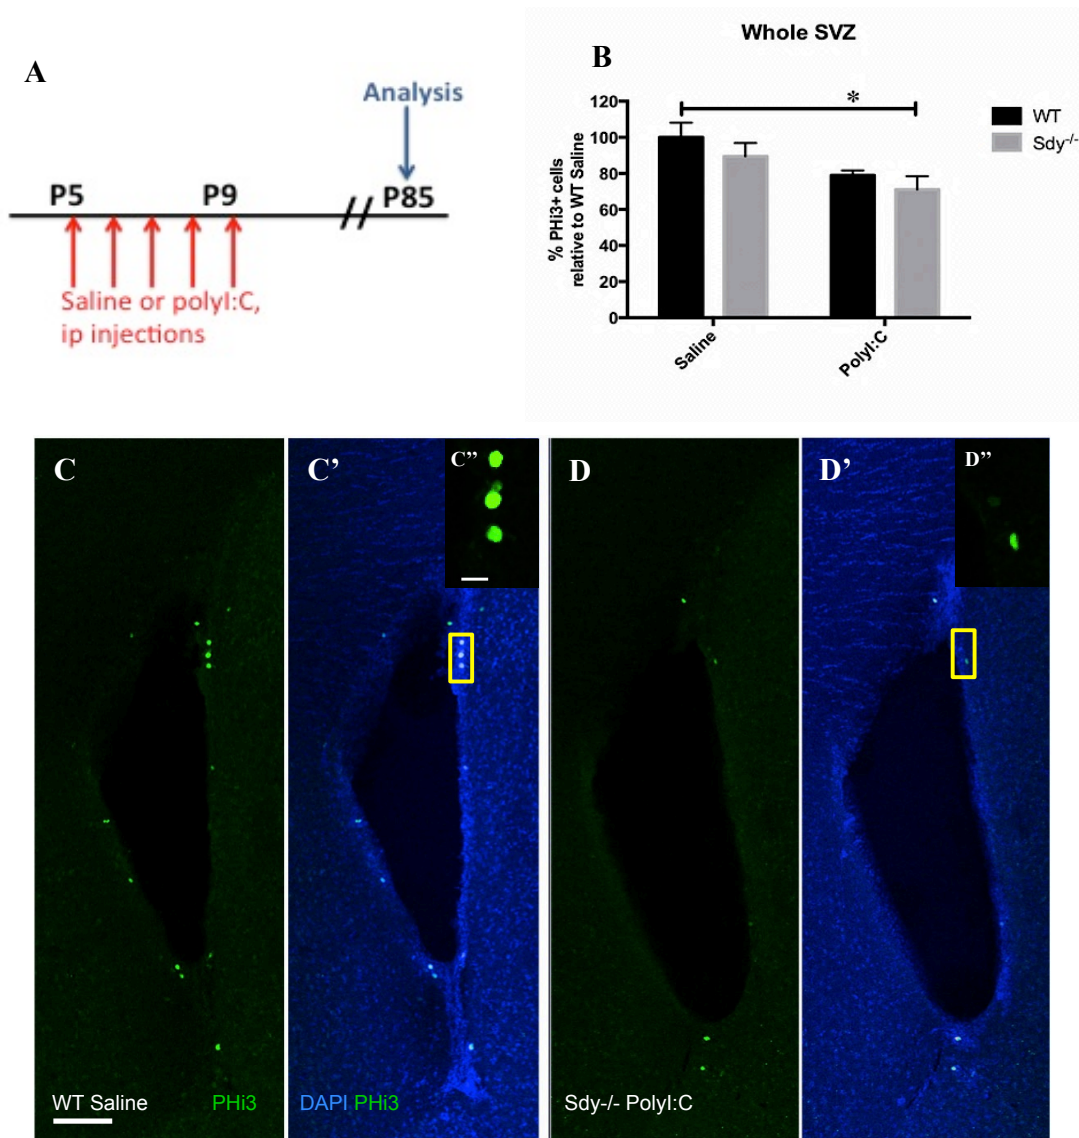 A
Analysis
P5
P9
P85
Saline or polyI:C,
ip injections
B
Whole SVZ
% PHi3+ cells
relative to WT Saline
120
100
80
60
40
20
0
*
Saline
PolyI:C
WT
Sdy-/-
C
C’
C”
D
D’
D”
WT Saline
PHi3
DAPI PHi3
Sdy-/- PolyI:C